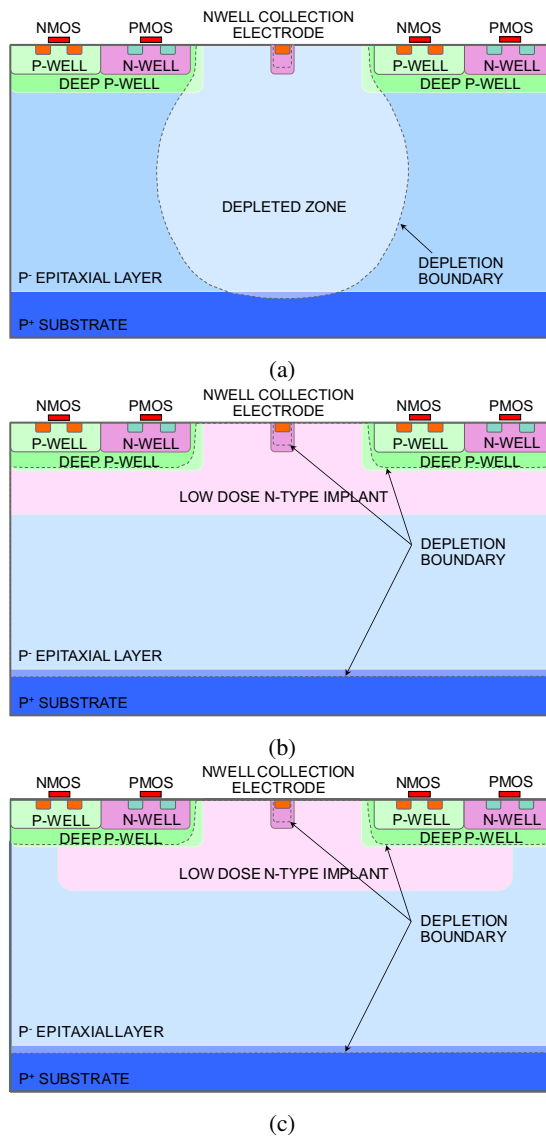 NWELL COLLECTION
ELECTRODE
NMOS PMOS NMOS PMOS
P-WELL N-WELL P-WELL N-WELL
DEEP P-WELL DEEP P-WELL
DEPLETED ZONE
DEPLETION
BOUNDARY
P- EPITAXIAL LAYER
P+ SUBSTRATE
(a)
NWELL COLLECTION
ELECTRODE
NMOS PMOS NMOS PMOS
P-WELL N-WELL P-WELL N-WELL
DEEP P-WELL DEEP P-WELL
LOW DOSE N-TYPE IMPLANT
DEPLETION
BOUNDARY
P- EPITAXIAL LAYER
P+ SUBSTRATE
(b)
NWELL COLLECTION
ELECTRODE
NMOS PMOS NMOS PMOS
P-WELL N-WELL P-WELL N-WELL
DEEP P-WELL DEEP P-WELL
LOW DOSE N-TYPE IMPLANT
DEPLETION
BOUNDARY
P- EPITAXIAL LAYER
P+ SUBSTRATE
(c)